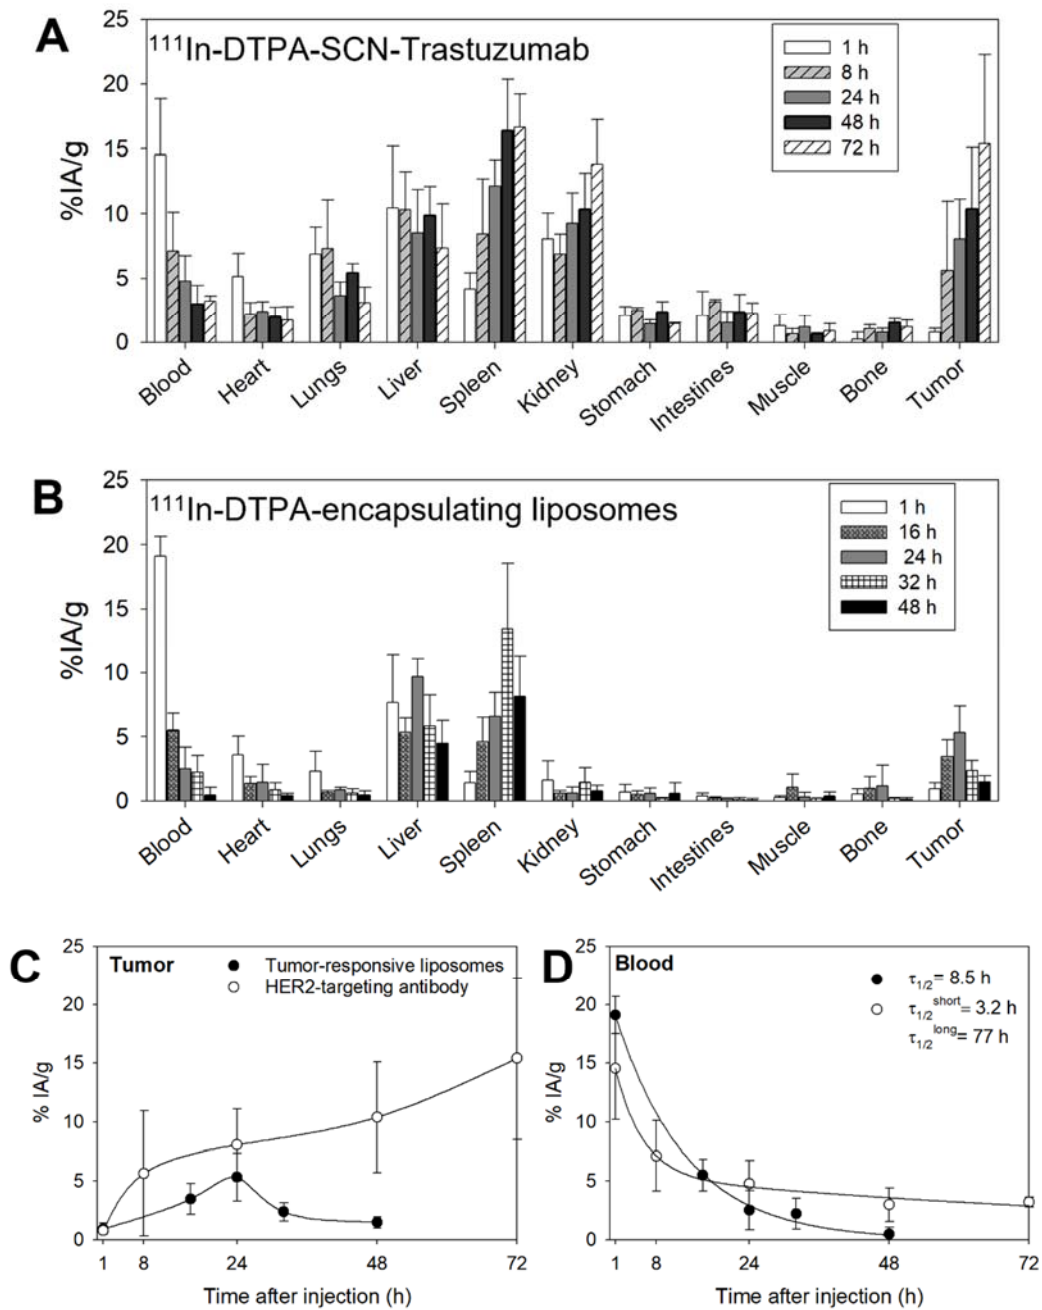 A
¹¹¹In-DTPA-SCN-Trastuzumab
1 h
8 h
24 h
48 h
72 h
%IA/g
25
20
15
10
5
0
Blood
Heart
Lungs
Liver
Spleen
Kidney
Stomach
Intestines
Muscle
Bone
Tumor
B
¹¹¹In-DTPA-encapsulating liposomes
1 h
16 h
24 h
32 h
48 h
%IA/g
25
20
15
10
5
0
Blood
Heart
Lungs
Liver
Spleen
Kidney
Stomach
Intestines
Muscle
Bone
Tumor
C
Tumor
Tumor-responsive liposomes
HER2-targeting antibody
% IA/g
25
20
15
10
5
0
1 8 24 48 72
Time after injection (h)
D
Blood
τ1/2= 8.5 h
τ1/2 short= 3.2 h
τ1/2 long= 77 h
% IA/g
25
20
15
10
5
0
1 8 24 48 72
Time after injection (h)